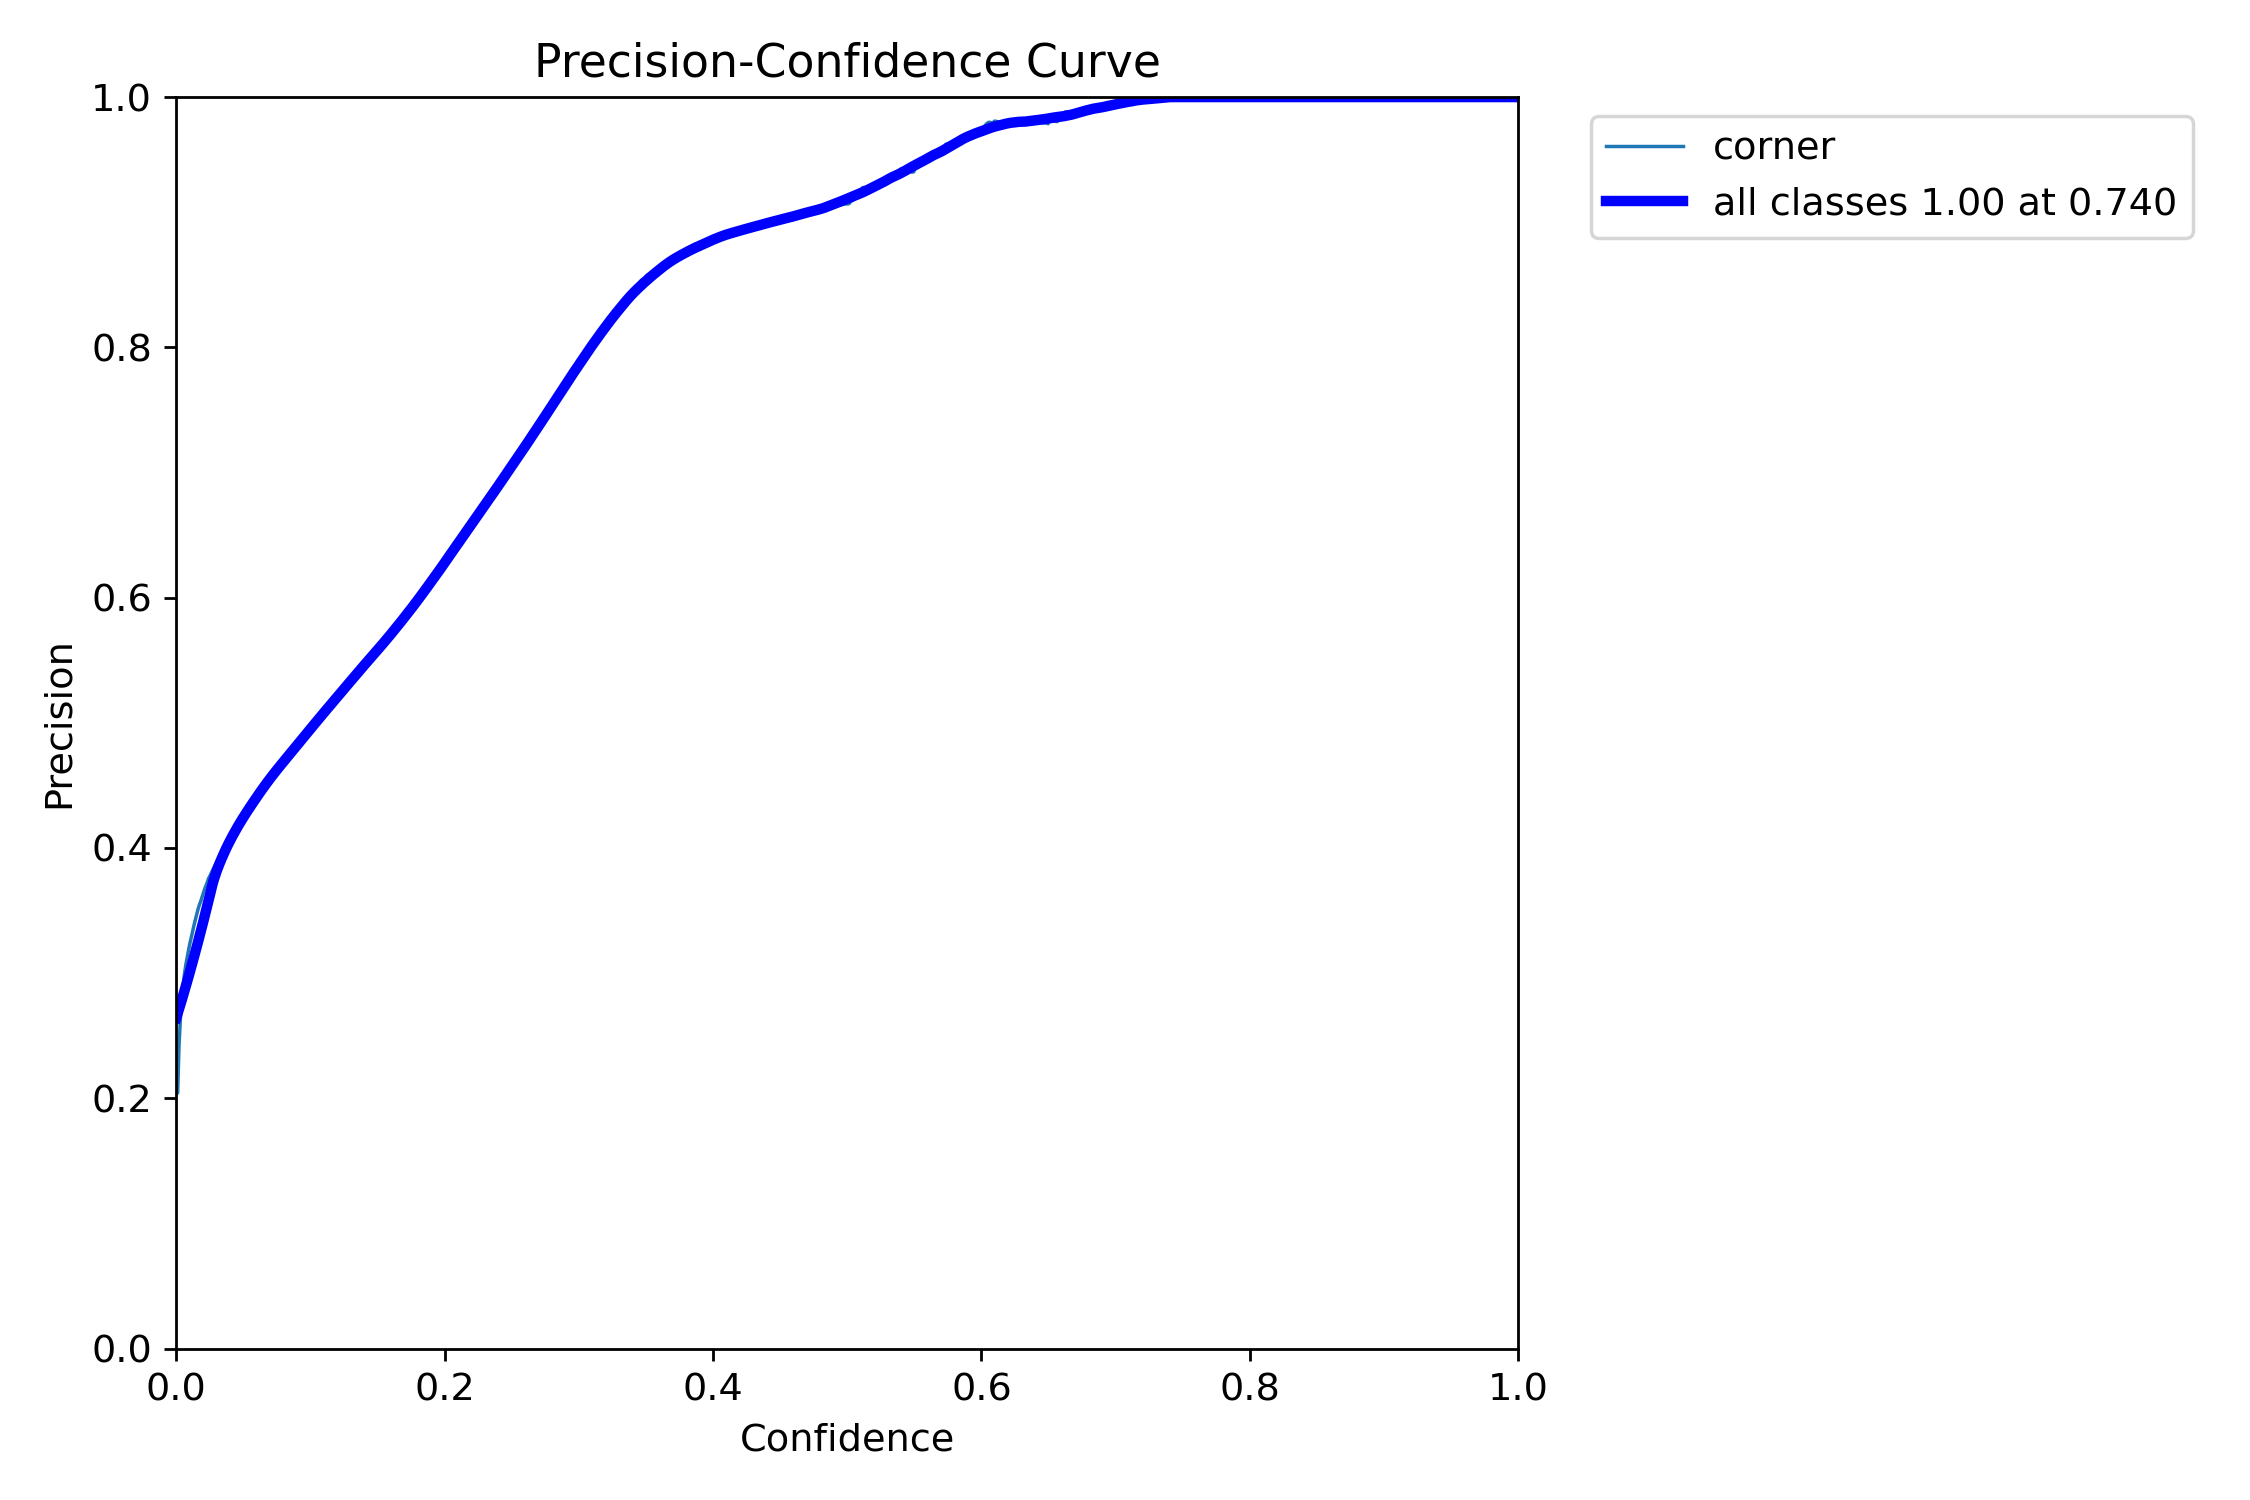 Precision-Confidence Curve
1.0
0.8
0.6
0.4
0.2
0.0
Precision
0.0 0.2 0.4 0.6 0.8 1.0
Confidence
corner
all classes 1.00 at 0.740